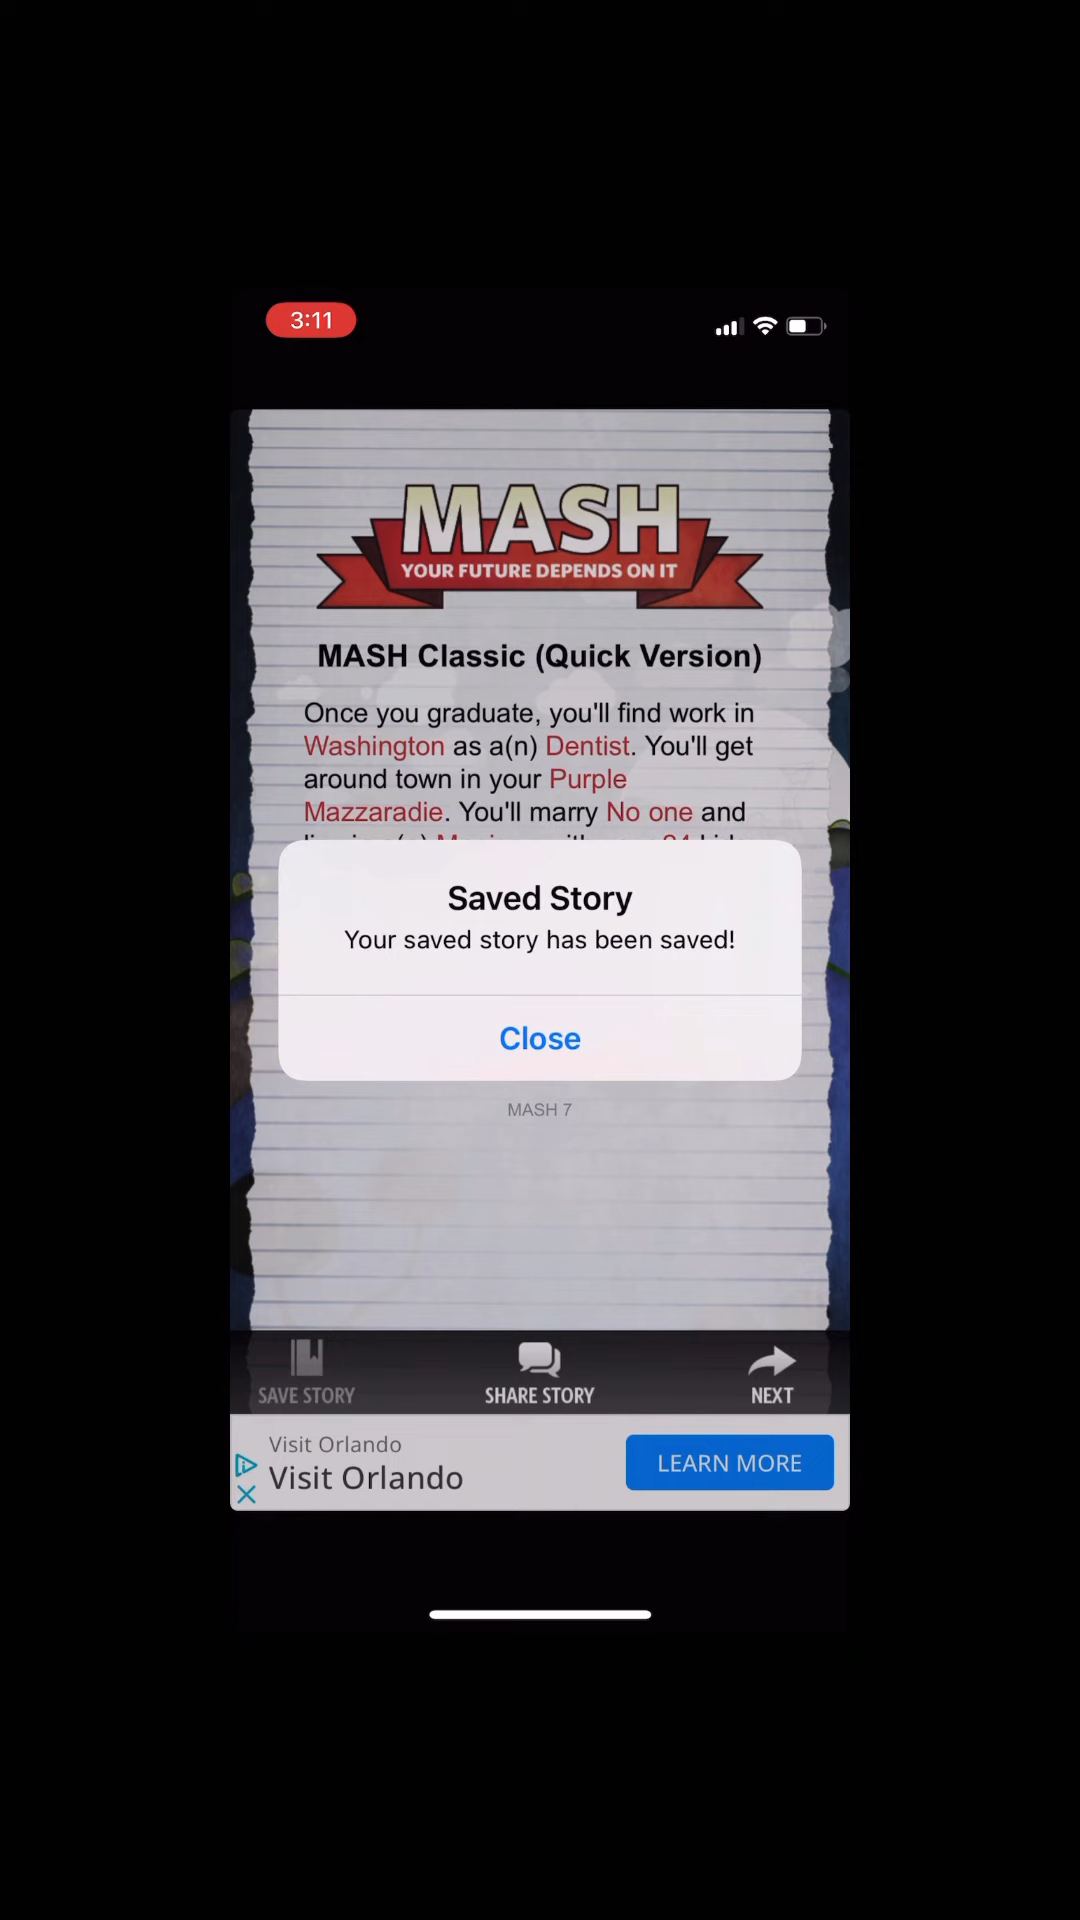 3:11
MASH
YOUR FUTURE DEPENDS ON IT
MASH Classic (Quick Version)
Once you graduate, you'll find work in
Washington as a(n) Dentist. You'll get
around town in your Purple
Mazzaradie. You'll marry No one and
Saved Story
Your saved story has been saved!
Close
MASH 7
SAVE STORY
SHARE STORY
NEXT
Visit Orlando
Visit Orlando
LEARN MORE